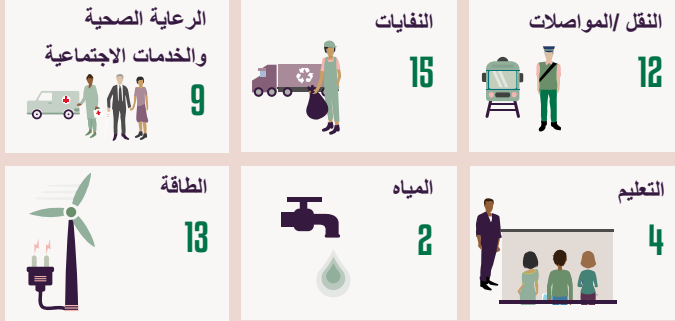 النقل /المواصلات
12
النفايات
15
الرعاية الصحية
والخدمات الاجتماعية
9
التعليم
4
المياه
2
الطاقة
13